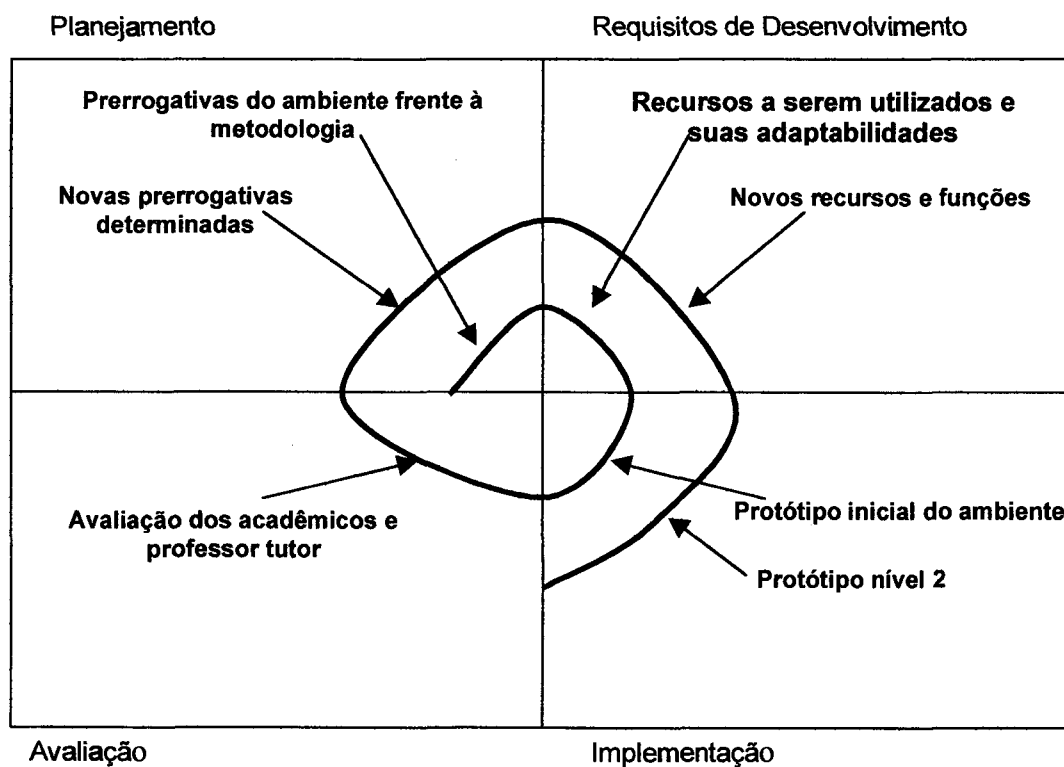 Planejamento
Requisitos de Desenvolvimento
Prerrogativas do ambiente frente à
metodologia
Recursos a serem utilizados e
suas adaptabilidades
Novas prerrogativas
determinadas
Novos recursos e funções
Avaliação dos acadêmicos e
professor tutor
Protótipo inicial do ambiente
Protótipo nível 2
Avaliação
Implementação